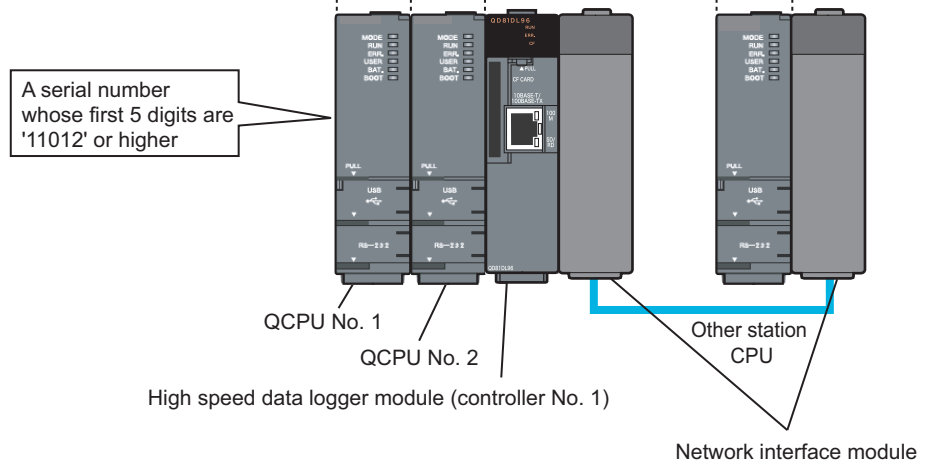 MODE
RUN
ERR.
USER
BAT.
BOOT
PULL
USB
RS-232
MODE
RUN
ERR.
USER
BAT.
BOOT
PULL
USB
RS-232
QD81DL96
RUN
ERR.
CF
PULL
CF CARD
10BASE-T/
100BASE-TX
100
M
SD/
RD
QD81DL96
MODE
RUN
ERR.
USER
BAT.
BOOT
PULL
USB
RS-232
A serial number
whose first 5 digits are
'11012' or higher
QCPU No. 1
QCPU No. 2
High speed data logger module (controller No. 1)
Other station
CPU
Network interface module